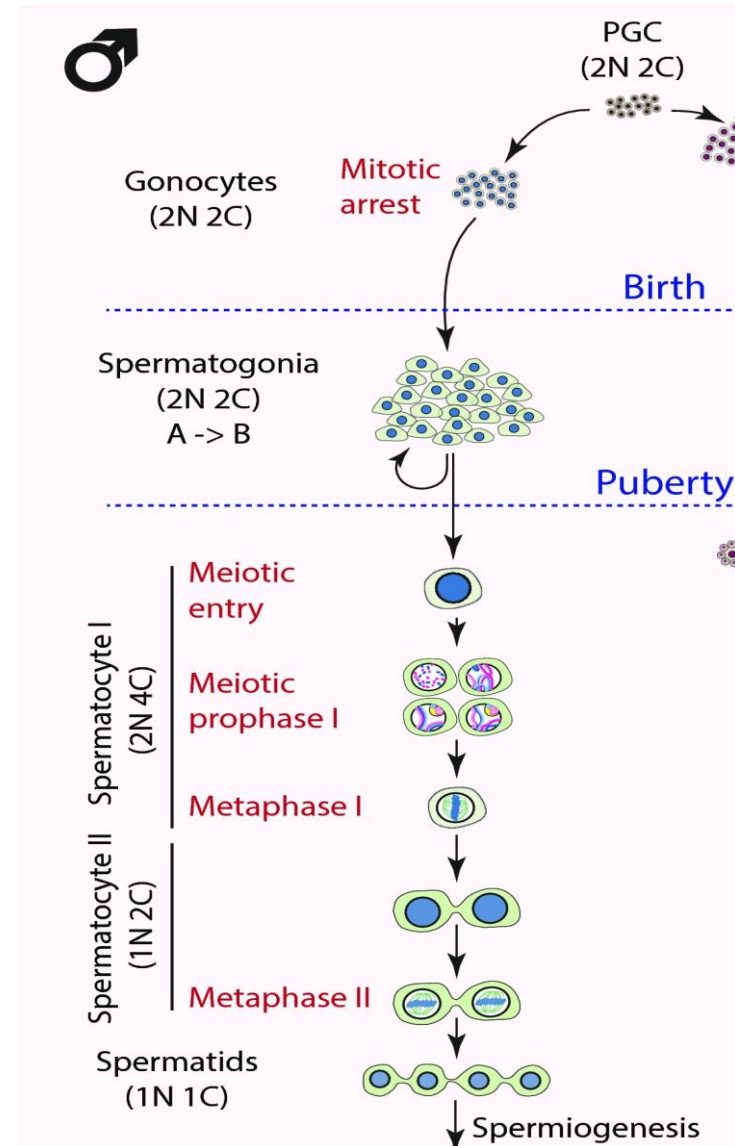 PGC
(2N 2C)
Gonocytes
(2N 2C)
Mitotic
arrest
Birth
Spermatogonia
(2N 2C)
A -> B
Puberty
Spermatocyte I
(2N 4C)
Meiotic
entry
Meiotic
prophase I
Metaphase I
Spermatocyte II
(1N 2C)
Metaphase II
Spermatids
(1N 1C)
Spermiogenesis